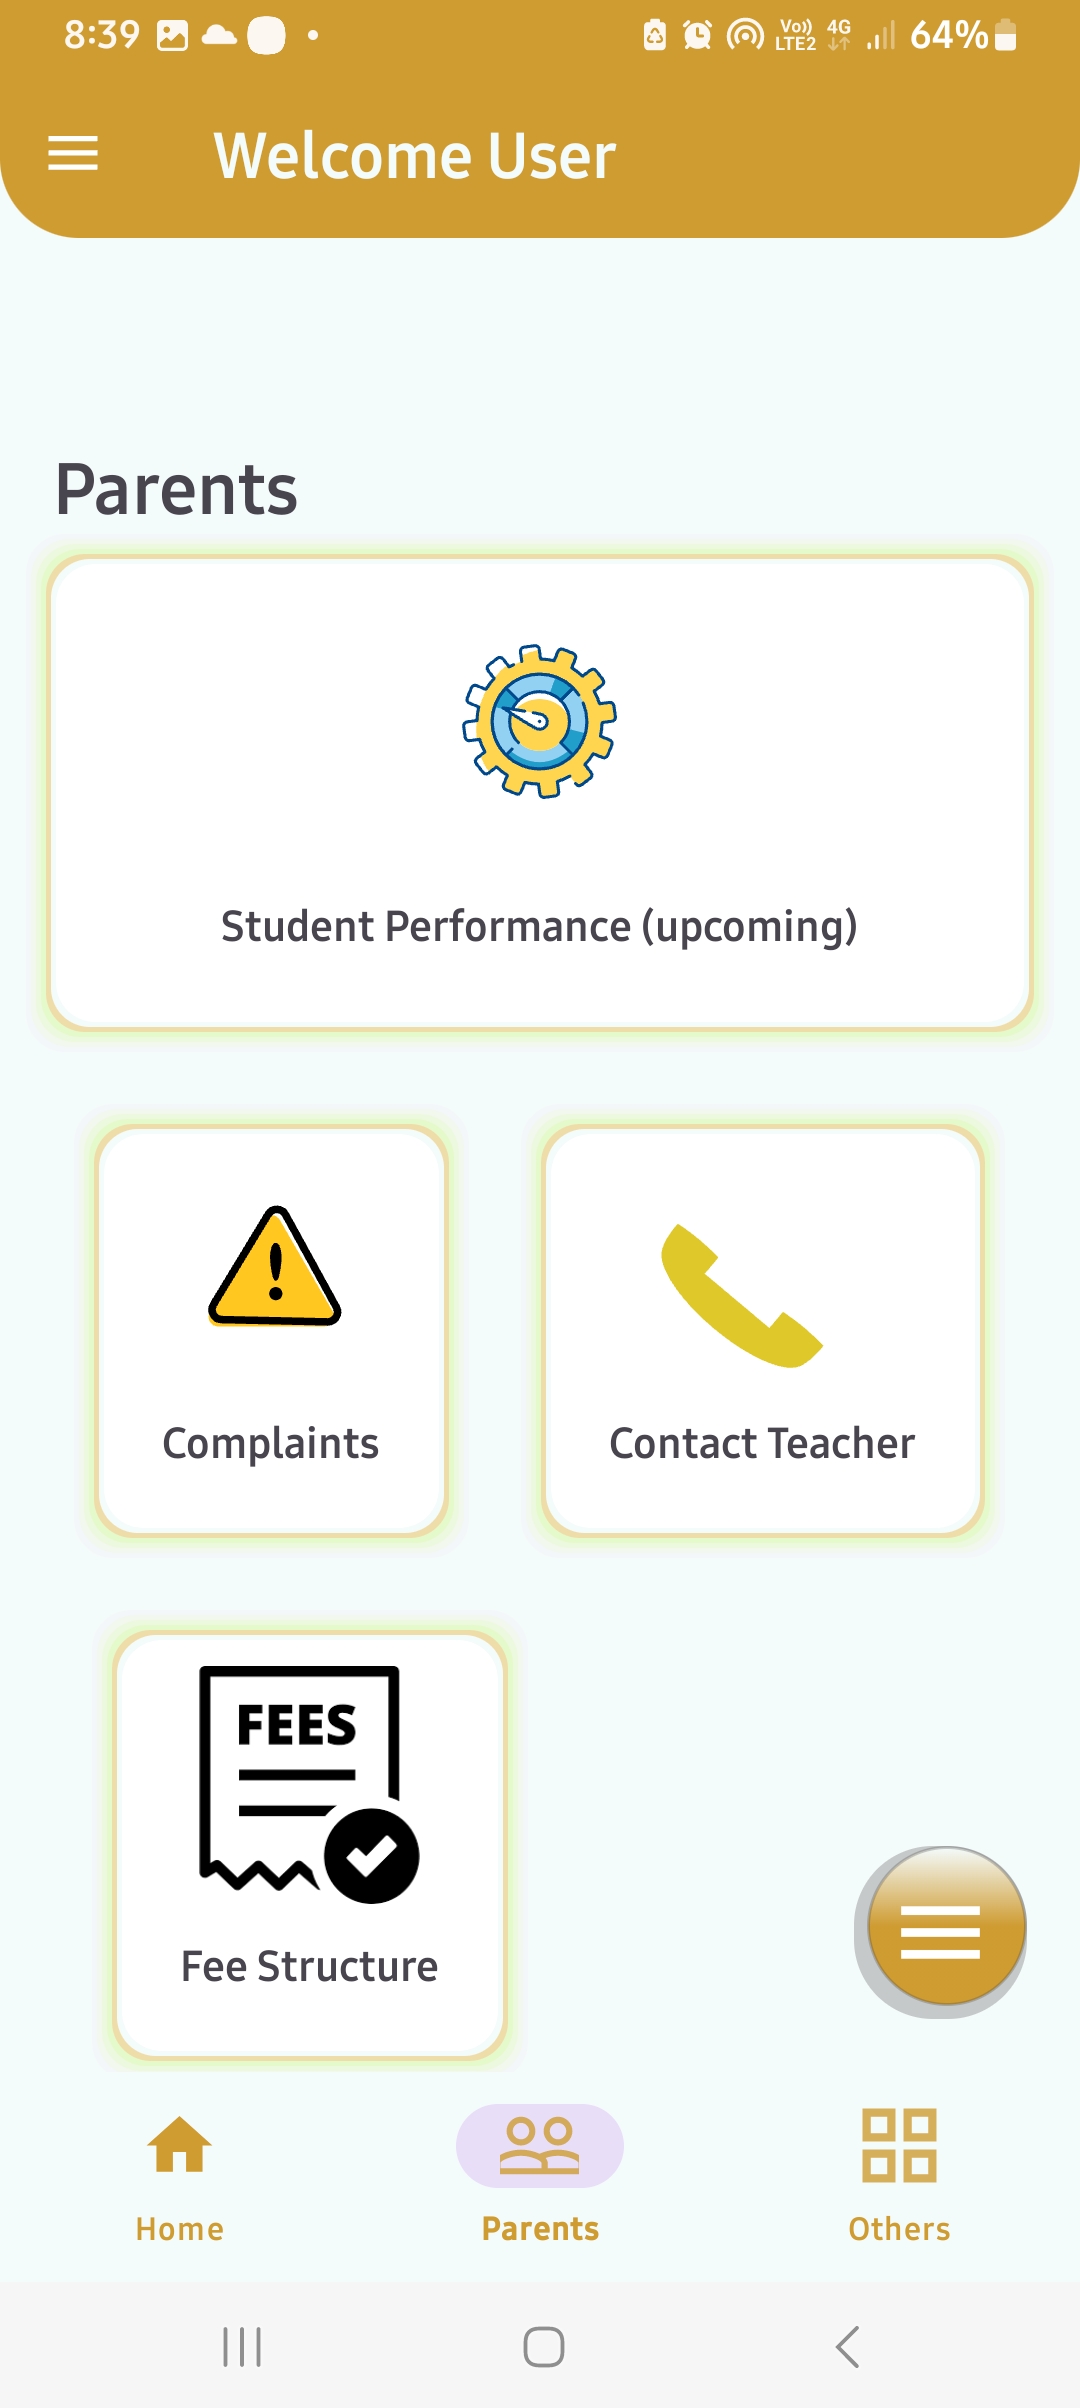 8:39
Vo)) LTE2 4G 64%
Welcome User
Parents
Student Performance (upcoming)
Complaints
Contact Teacher
FEES
Fee Structure
Home
Parents
Others